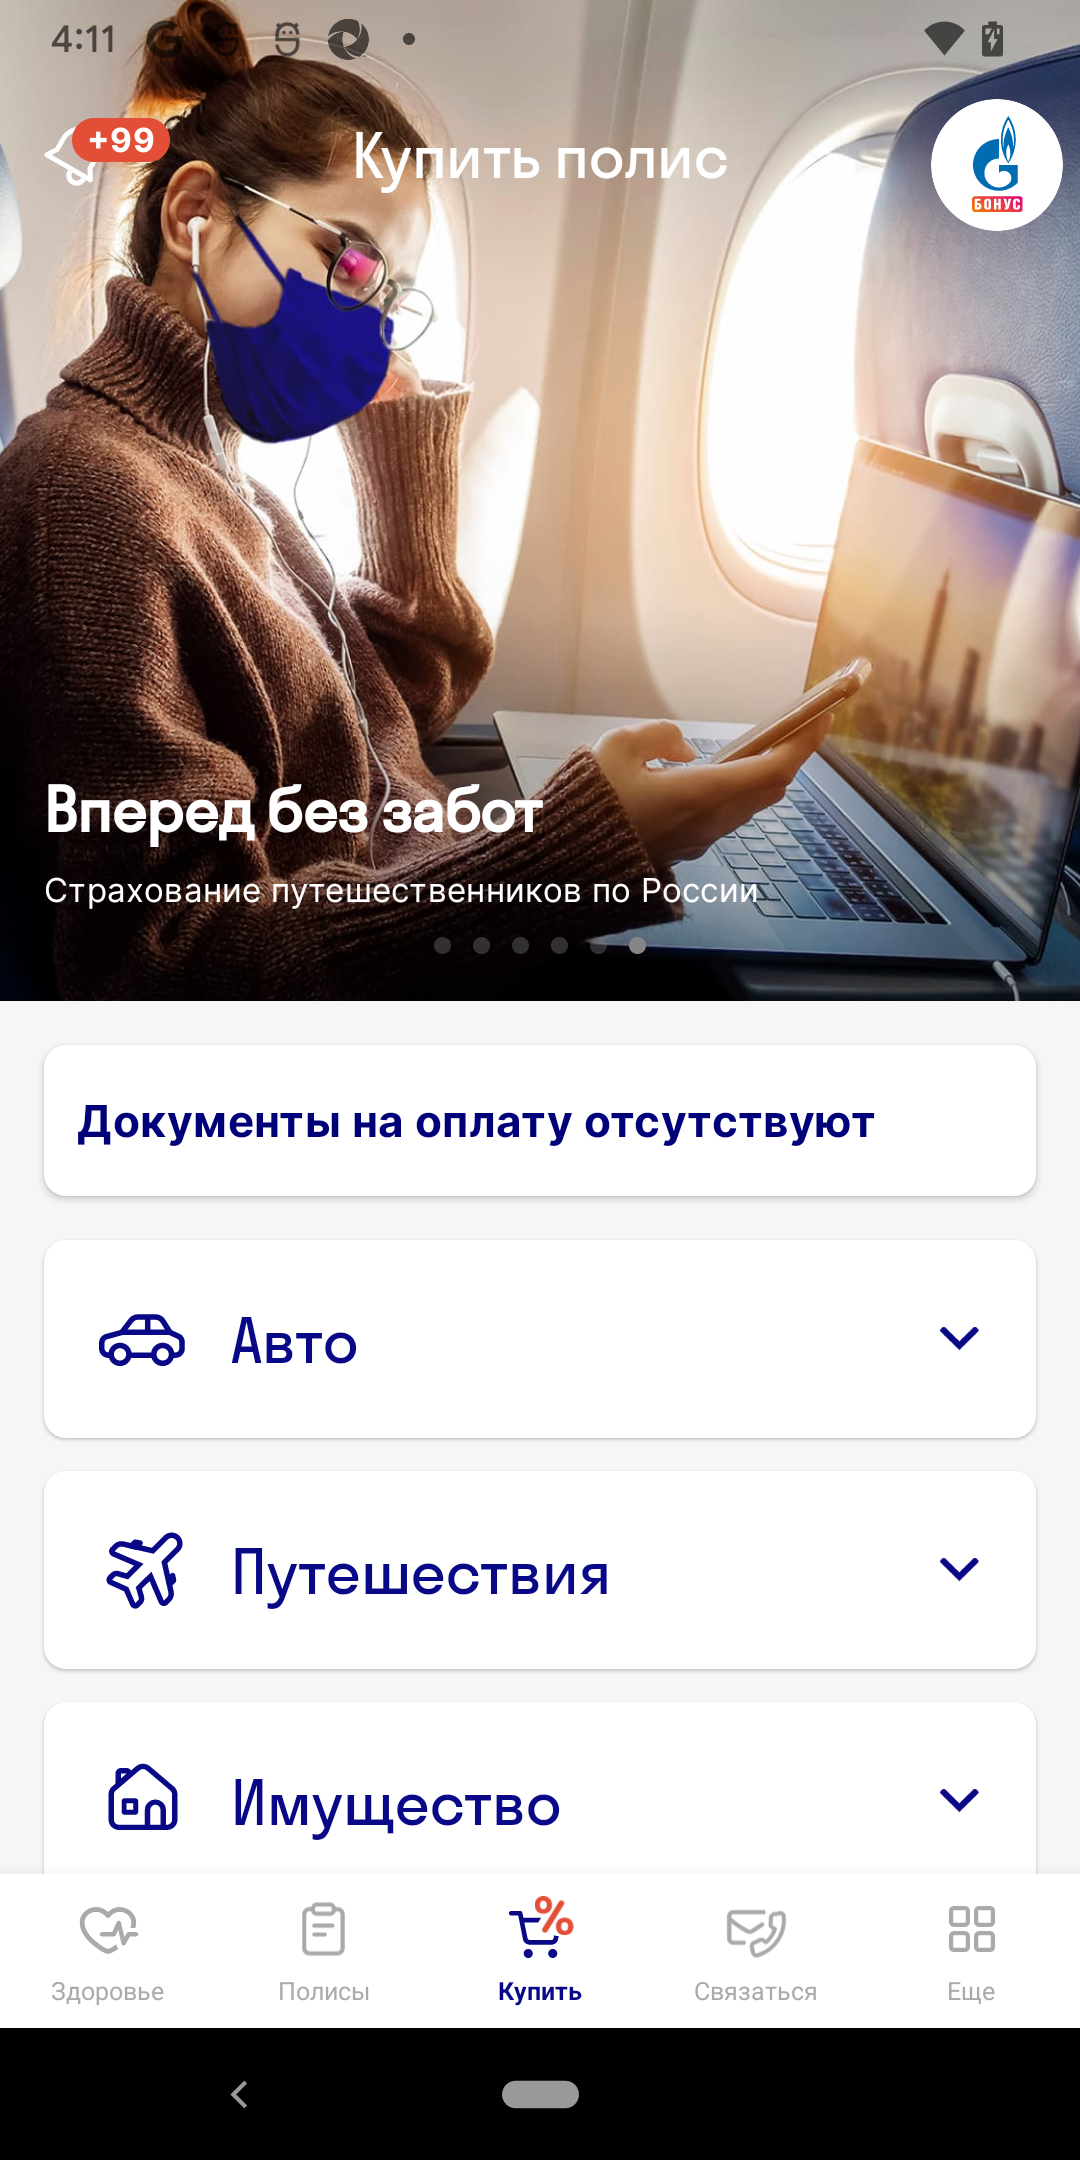 4:11
+99
Купить полис
БОНУС
Вперед без забот
Страхование путешественников по России
Документы на оплату отсутствуют
Авто
Путешествия
Имущество
%
Здоровье
Полисы
Купить
Связаться
Еще